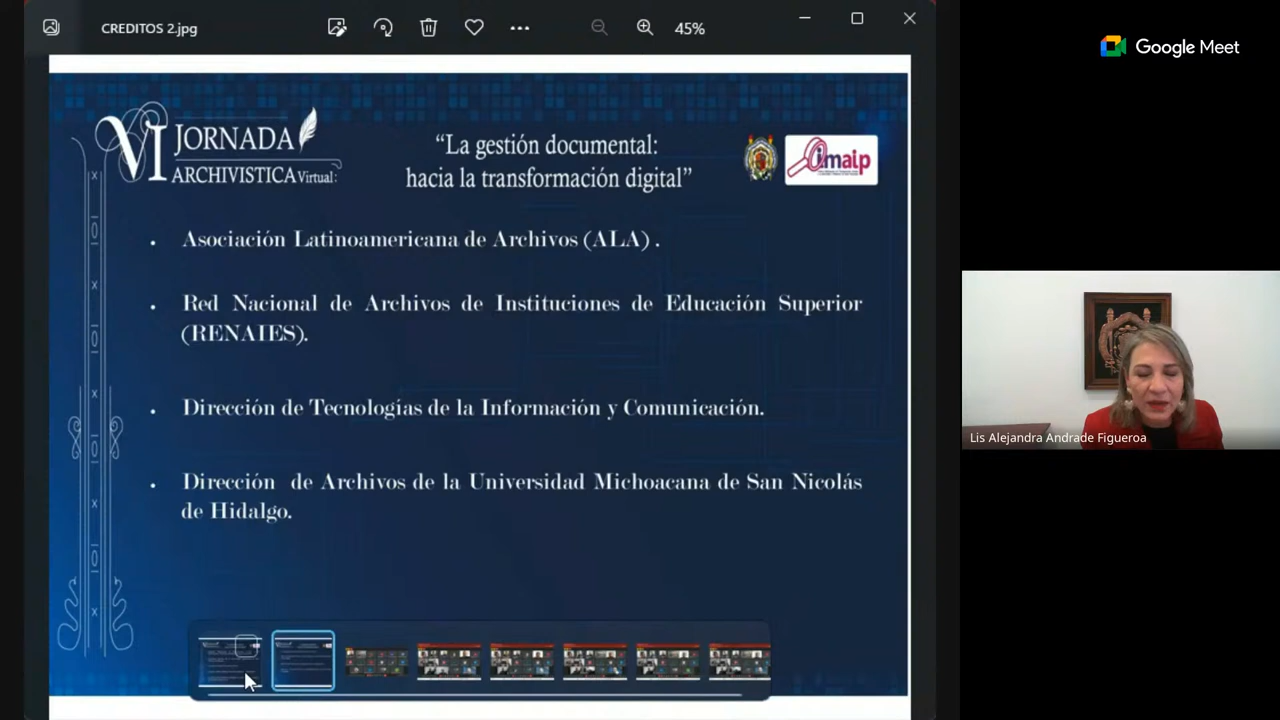 CREDITOS 2.jpg
45%
Google Meet
VI JORNADA
ARCHIVISTICA Virtual:
“La gestión documental:
hacia la transformación digital”
imaip
• Asociación Latinoamericana de Archivos (ALA) .
• Red Nacional de Archivos de Instituciones de Educación Superior
(RENAIES).
• Dirección de Tecnologías de la Información y Comunicación.
• Dirección de Archivos de la Universidad Michoacana de San Nicolás
de Hidalgo.
Lis Alejandra Andrade Figueroa